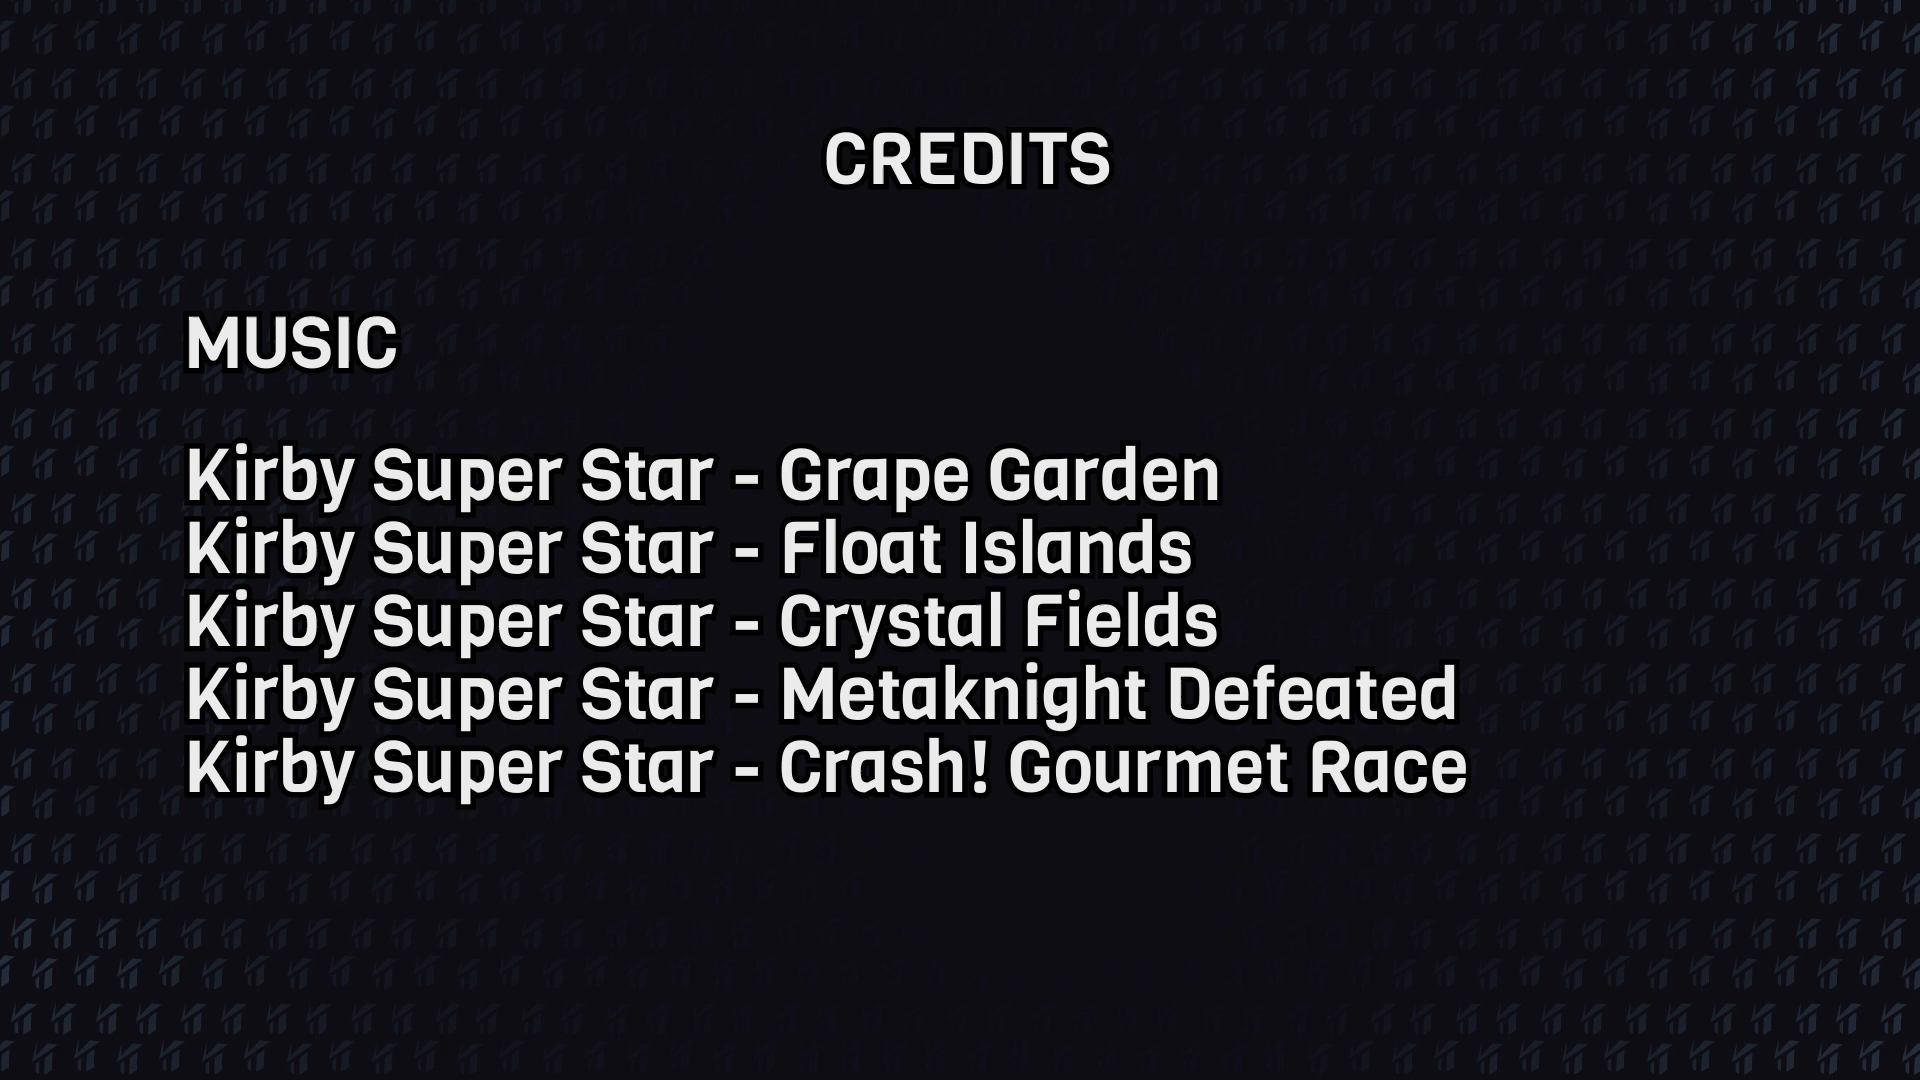 CREDITS
MUSIC
Kirby Super Star - Grape Garden
Kirby Super Star - Float Islands
Kirby Super Star - Crystal Fields
Kirby Super Star - Metaknight Defeated
Kirby Super Star - Crash! Gourmet Race